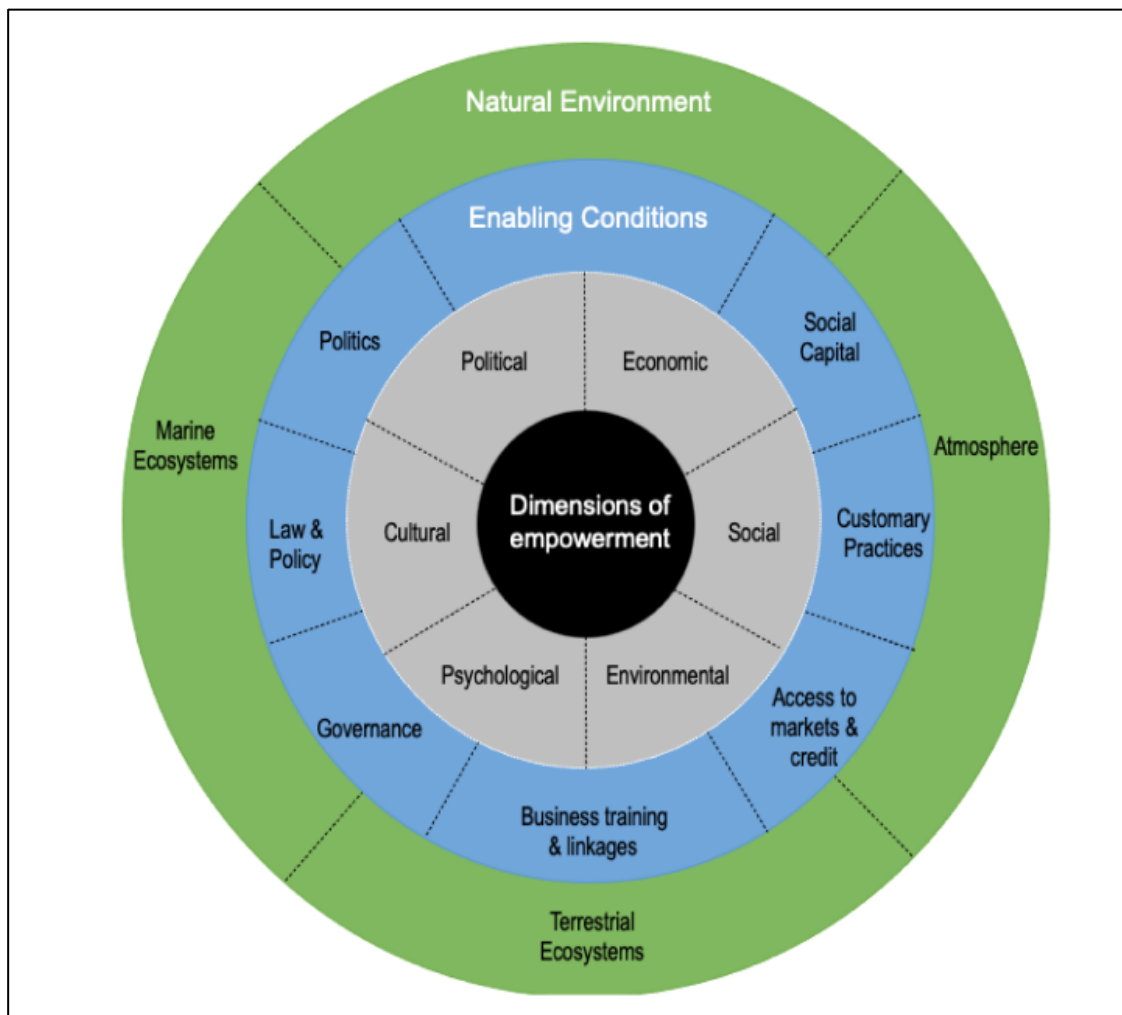 Natural Environment
Enabling Conditions
Social
Capital
Politics
Political
Economic
Marine
Ecosystems
Atmosphere
Dimensions of
empowerment
Law &
Policy
Cultural
Social
Customary
Practices
Psychological
Environmental
Governance
Access to
markets &
credit
Business training
& linkages
Terrestrial
Ecosystems